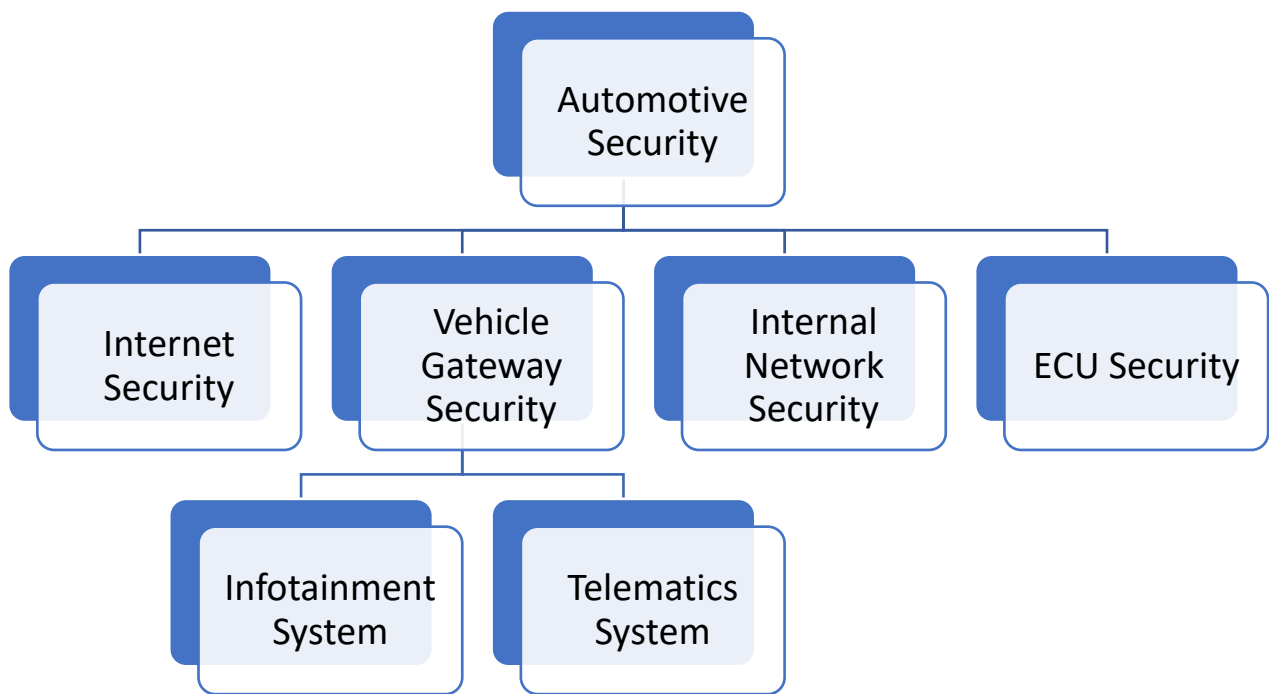 Automotive
Security
Internet
Security
Vehicle
Gateway
Security
Internal
Network
Security
ECU Security
Infotainment
System
Telematics
System